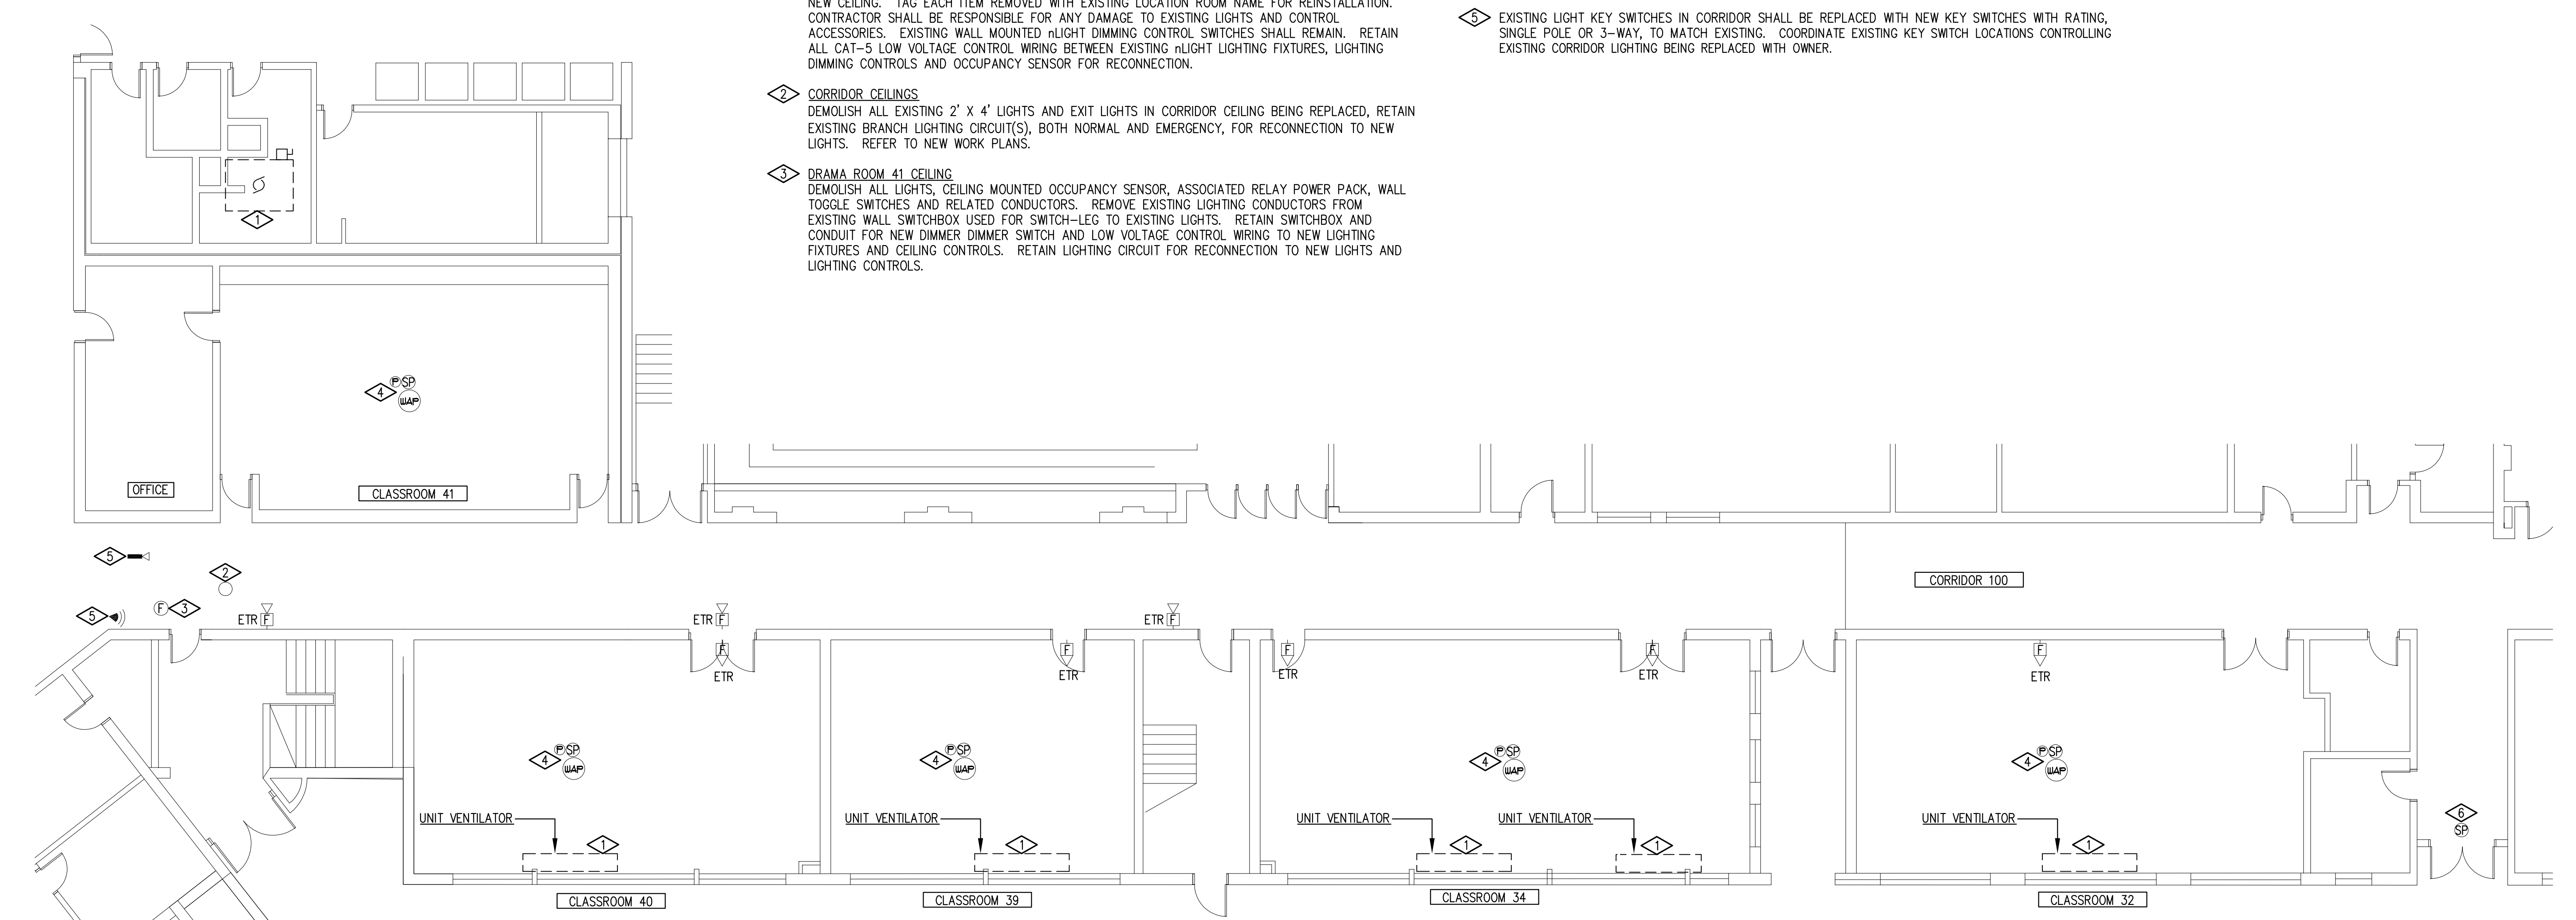 NEW CEILING.  TAG EACH ITEM REMOVED WITH EXISTING LOCATION ROOM NAME FOR REINSTALLATION.
CONTRACTOR SHALL BE RESPONSIBLE FOR ANY DAMAGE TO EXISTING LIGHTS AND CONTROL
ACCESSORIES.  EXISTING WALL MOUNTED nLIGHT DIMMING CONTROL SWITCHES SHALL REMAIN.  RETAIN
ALL CAT-5 LOW VOLTAGE CONTROL WIRING BETWEEN EXISTING nLIGHT LIGHTING FIXTURES, LIGHTING
DIMMING CONTROLS AND OCCUPANCY SENSOR FOR RECONNECTION.
2 CORRIDOR CEILINGS
DEMOLISH ALL EXISTING 2' X 4' LIGHTS AND EXIT LIGHTS IN CORRIDOR CEILING BEING REPLACED, RETAIN
EXISTING BRANCH LIGHTING CIRCUIT(S), BOTH NORMAL AND EMERGENCY, FOR RECONNECTION TO NEW
LIGHTS.  REFER TO NEW WORK PLANS.
3 DRAMA ROOM 41 CEILING
DEMOLISH ALL LIGHTS, CEILING MOUNTED OCCUPANCY SENSOR, ASSOCIATED RELAY POWER PACK, WALL
TOGGLE SWITCHES AND RELATED CONDUCTORS.  REMOVE EXISTING LIGHTING CONDUCTORS FROM
EXISTING WALL SWITCHBOX USED FOR SWITCH-LEG TO EXISTING LIGHTS.  RETAIN SWITCHBOX AND
CONDUIT FOR NEW DIMMER DIMMER SWITCH AND LOW VOLTAGE CONTROL WIRING TO NEW LIGHTING
FIXTURES AND CEILING CONTROLS.  RETAIN LIGHTING CIRCUIT FOR RECONNECTION TO NEW LIGHTS AND
LIGHTING CONTROLS.
5 EXISTING LIGHT KEY SWITCHES IN CORRIDOR SHALL BE REPLACED WITH NEW KEY SWITCHES WITH RATING,
SINGLE POLE OR 3-WAY, TO MATCH EXISTING.  COORDINATE EXISTING KEY SWITCH LOCATIONS CONTROLLING
EXISTING CORRIDOR LIGHTING BEING REPLACED WITH OWNER.
1
4 P SP
WAP
OFFICE
CLASSROOM 41
5
2
CORRIDOR 100
5
F 3
ETR F
ETR F
ETR F
F
F
F
F
F
ETR
ETR
ETR
ETR
ETR
4 P SP
WAP
4 P SP
WAP
4 P SP
WAP
4 P SP
WAP
UNIT VENTILATOR
UNIT VENTILATOR
UNIT VENTILATOR
UNIT VENTILATOR
UNIT VENTILATOR
6
SP
1
1
1
1
1
CLASSROOM 40
CLASSROOM 39
CLASSROOM 34
CLASSROOM 32